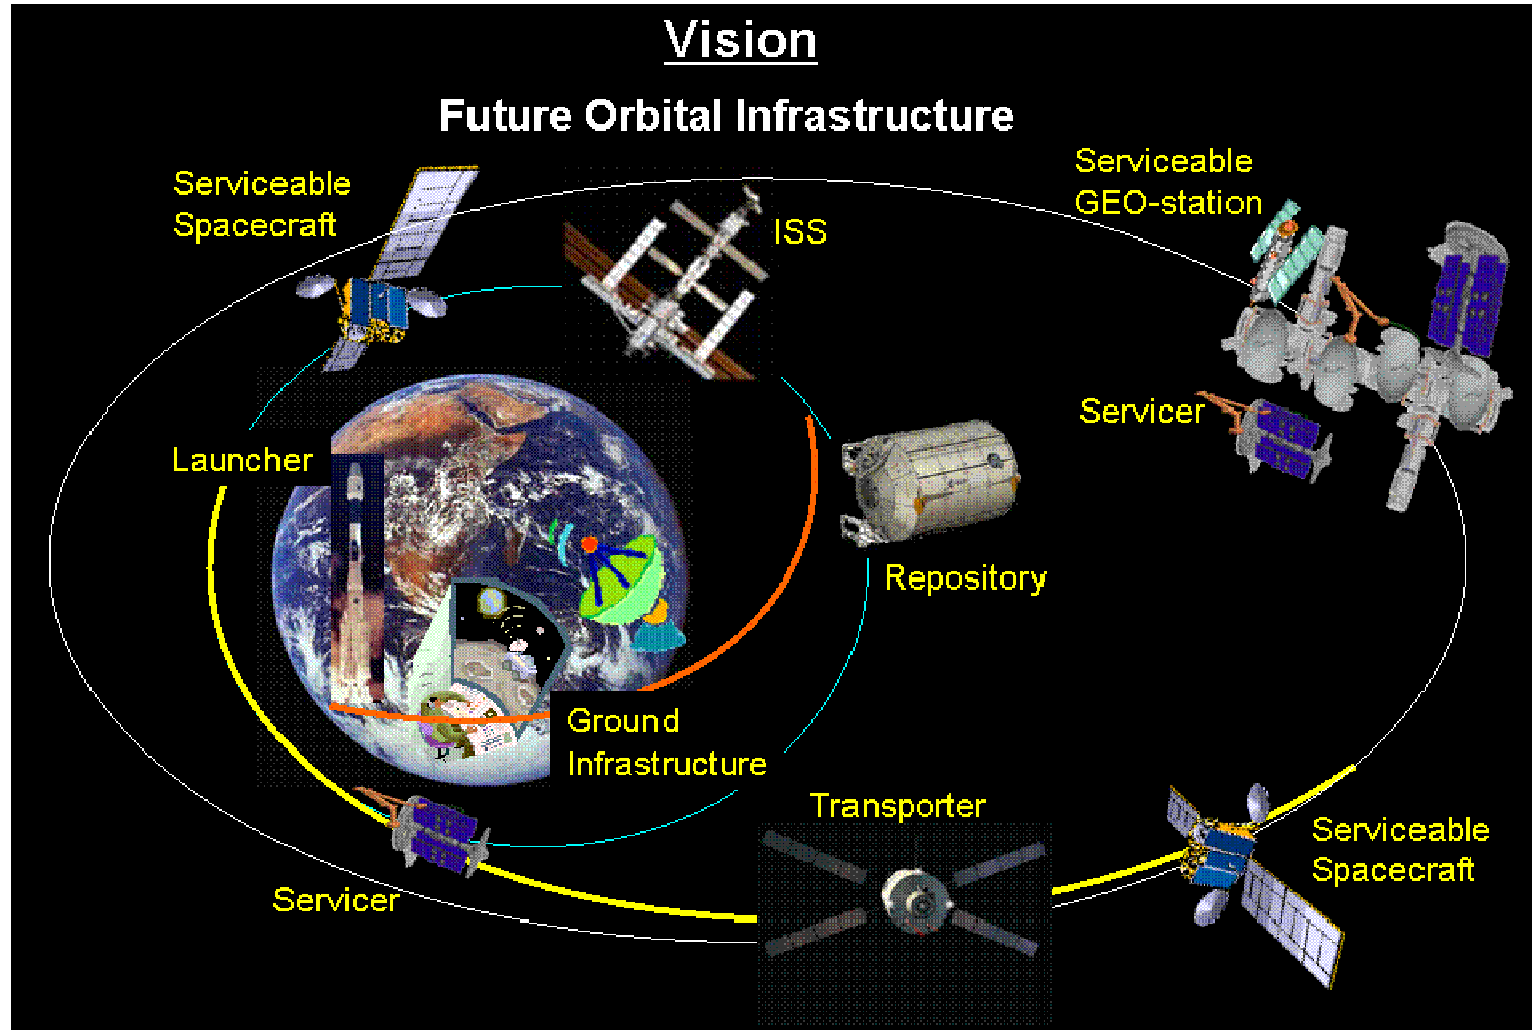 Vision
Future Orbital Infrastructure
Serviceable
Spacecraft
ISS
Serviceable
GEO-station
Servicer
Launcher
Repository
Ground
Infrastructure
Transporter
Serviceable
Spacecraft
Servicer